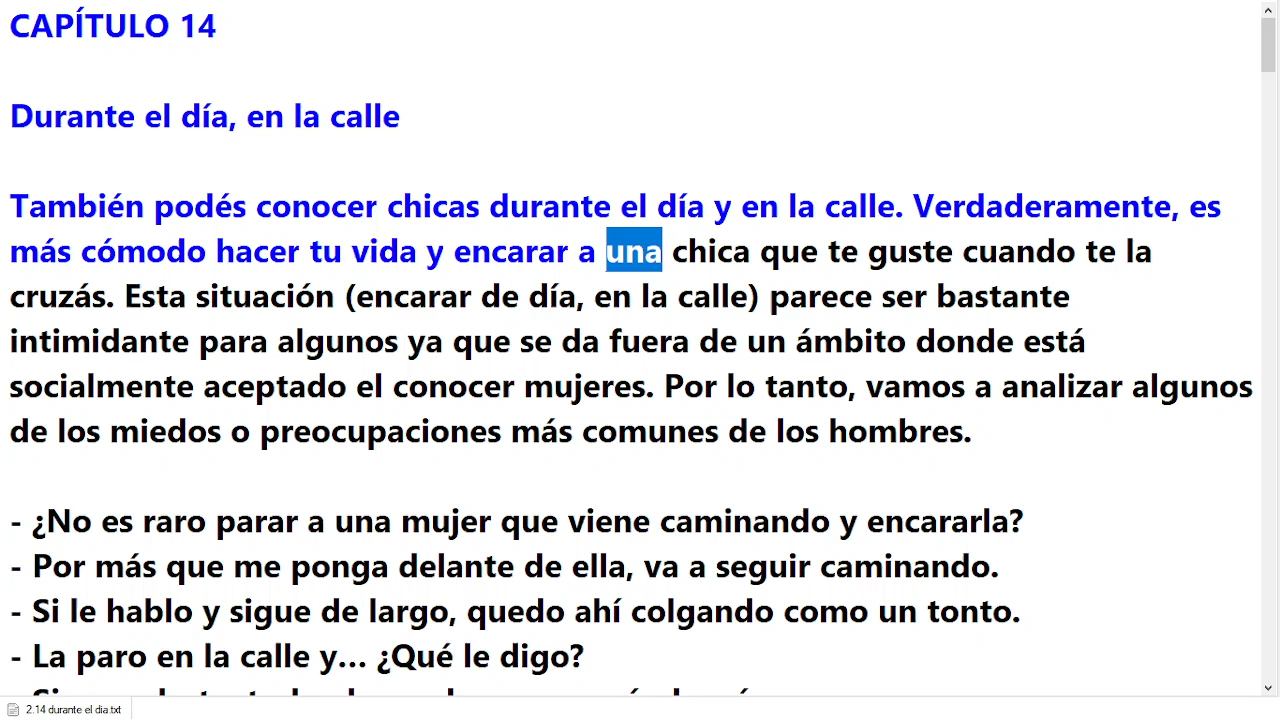 CAPÍTULO 14
Durante el día, en la calle
También podés conocer chicas durante el día y en la calle. Verdaderamente, es
más cómodo hacer tu vida y encarar a una chica que te guste cuando te la
cruzás. Esta situación (encarar de día, en la calle) parece ser bastante
intimidante para algunos ya que se da fuera de un ámbito donde está
socialmente aceptado el conocer mujeres. Por lo tanto, vamos a analizar algunos
de los miedos o preocupaciones más comunes de los hombres.
- ¿No es raro parar a una mujer que viene caminando y encararla?
- Por más que me ponga delante de ella, va a seguir caminando.
- Si le hablo y sigue de largo, quedo ahí colgando como un tonto.
- La paro en la calle y… ¿Qué le digo?
2.14 durante el dia.txt